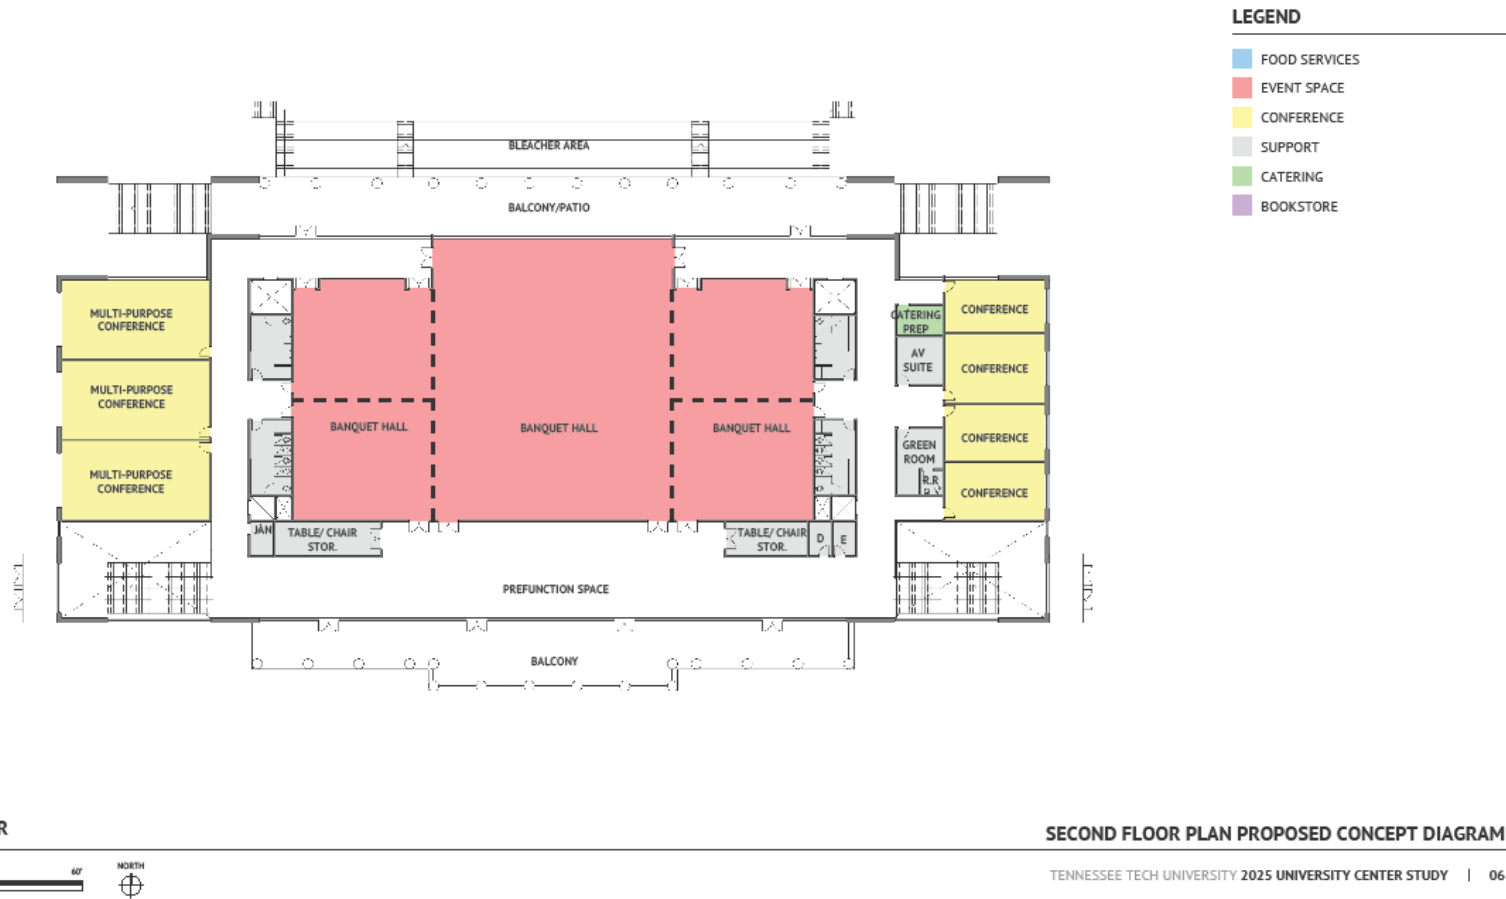 LEGEND
FOOD SERVICES
EVENT SPACE
CONFERENCE
SUPPORT
CATERING
BOOKSTORE
BLEACHER AREA
BALCONY/PATIO
MULTI-PURPOSE
CONFERENCE
MULTI-PURPOSE
CONFERENCE
MULTI-PURPOSE
CONFERENCE
BANQUET HALL
BANQUET HALL
BANQUET HALL
CATERING
PREP
AV
SUITE
GREEN
ROOM
R.R
CONFERENCE
CONFERENCE
CONFERENCE
CONFERENCE
JAN
TABLE/ CHAIR
STOR.
TABLE/ CHAIR
STOR.
D
E
PREFUNCTION SPACE
BALCONY
R
60'
NORTH
SECOND FLOOR PLAN PROPOSED CONCEPT DIAGRAM
TENNESSEE TECH UNIVERSITY 2025 UNIVERSITY CENTER STUDY | 06